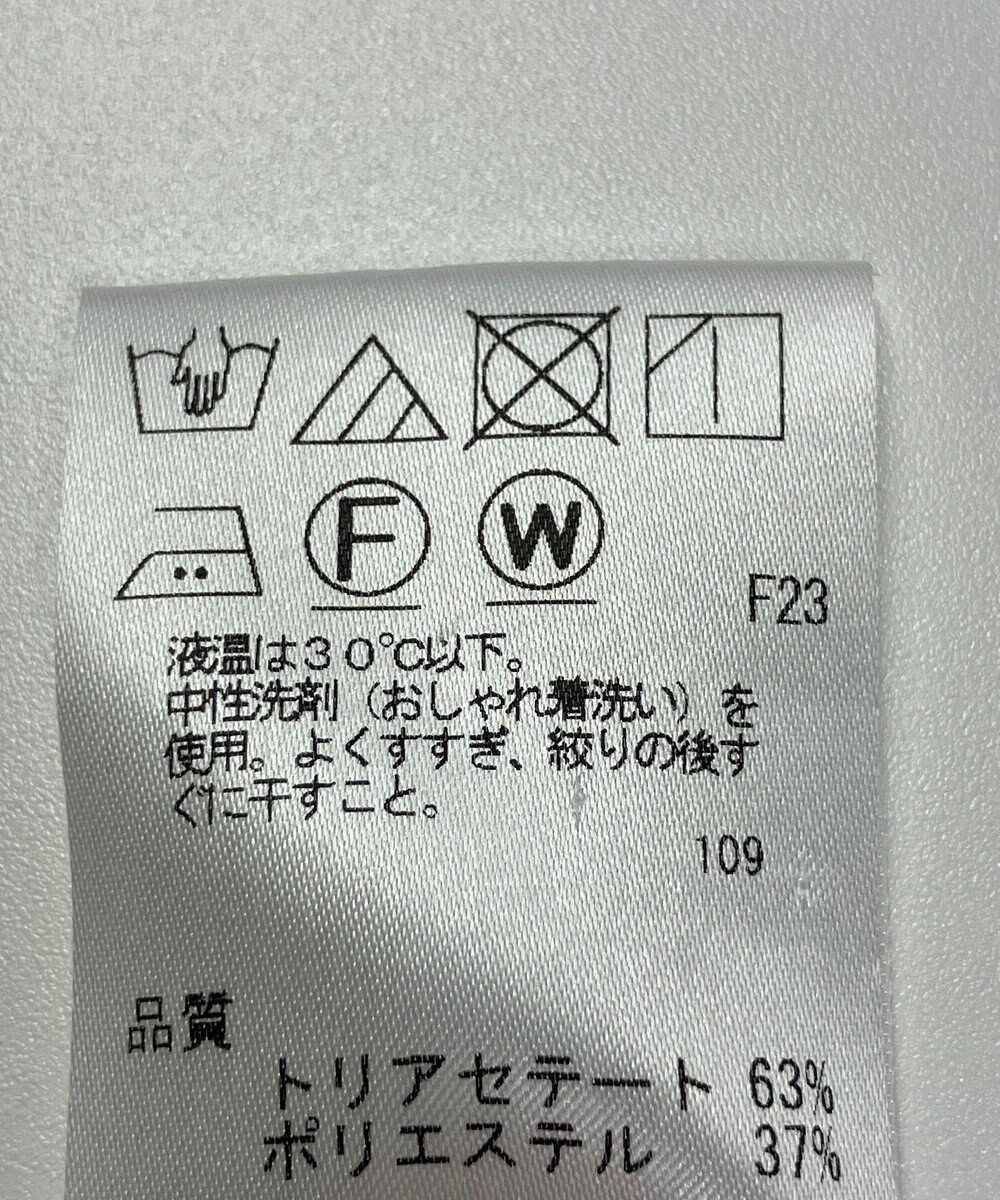 F W
F23
液温は30℃以下。
中性洗剤（おしゃれ着洗い）を
使用。よくすすぎ、絞りの後す
ぐに干すこと。
109
品質
トリアセテート 63%
ポリエステル 37%